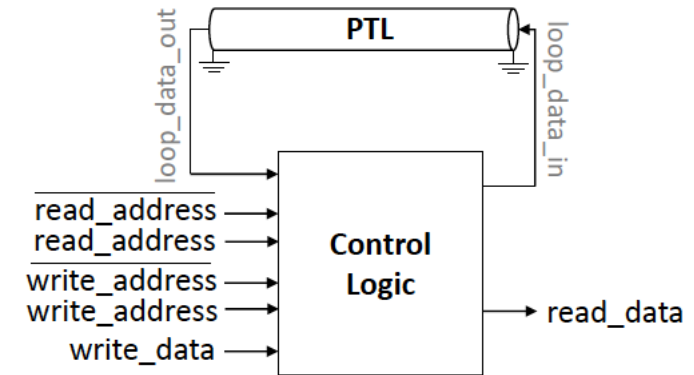 PTL
loop_data_out
loop_data_in
read_address
read_address
write_address
write_address
write_data
Control
Logic
read_data